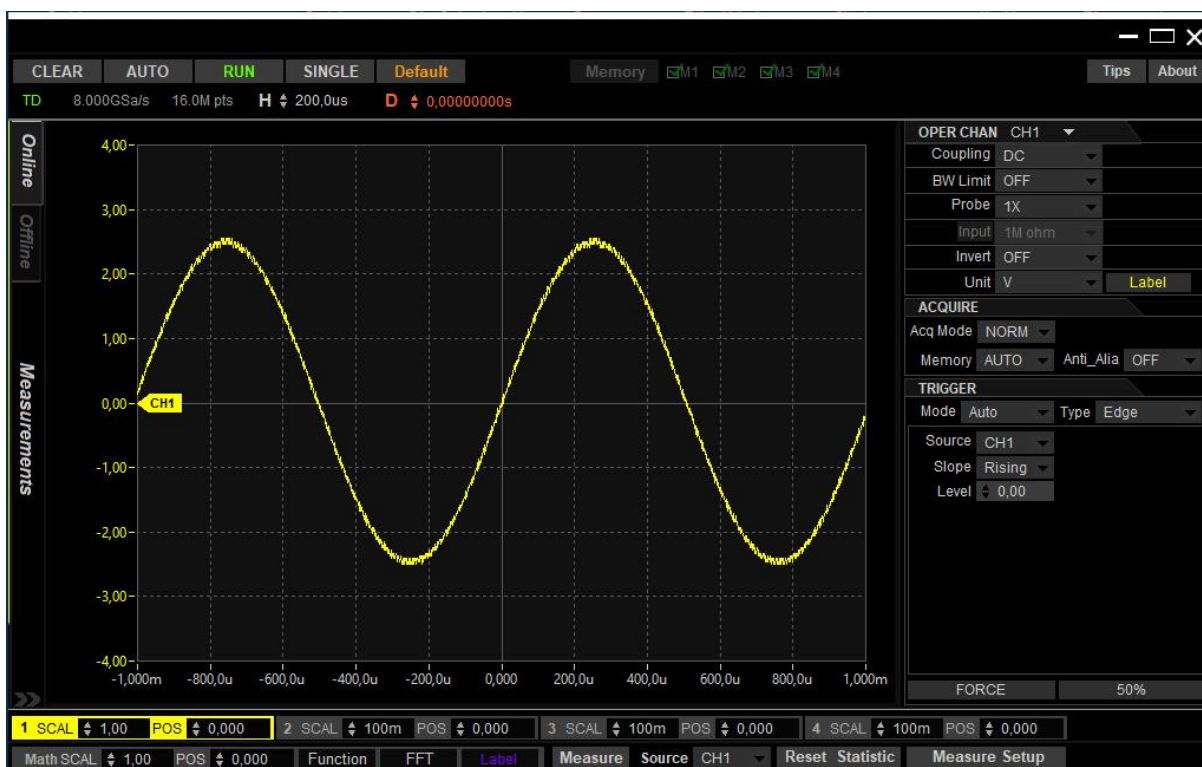 CLEAR AUTO RUN SINGLE Default Memory M1 M2 M3 M4 Tips About
TD 8.000GSa/s 16.0M pts H 200,0us D 0,00000000s
Online
Offline
Measurements
4,00
3,00
2,00
1,00
0,00
CH1
-1,00
-2,00
-3,00
-4,00
-1,000m -800,0u -600,0u -400,0u -200,0u 0,000 200,0u 400,0u 600,0u 800,0u 1,000m
OPER CHAN CH1
Coupling DC
BW Limit OFF
Probe 1X
Input 1M ohm
Invert OFF
Unit V Label
ACQUIRE
Acq Mode NORM
Memory AUTO Anti_Alia OFF
TRIGGER
Mode Auto Type Edge
Source CH1
Slope Rising
Level 0,00
FORCE 50%
1 SCAL 1,00 POS 0,000 2 SCAL 100m POS 0,000 3 SCAL 100m POS 0,000 4 SCAL 100m POS 0,000
Math SCAL 1,00 POS 0,000 Function FFT Label Measure Source CH1 Reset Statistic Measure Setup